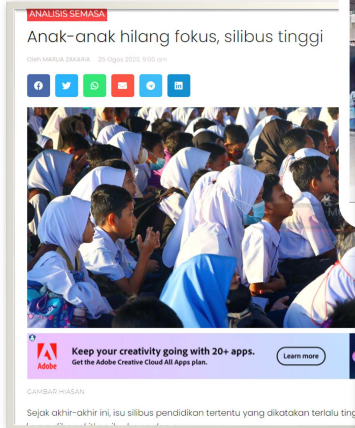 ANALISIS SEMASA
Anak-anak hilang fokus, silibus tinggi
Oleh MARLIA ZAKARIA 25 Ogos 2023, 9:00 am
Adobe
Keep your creativity going with 20+ apps.
Get the Adobe Creative Cloud All Apps plan.
Learn more
GAMBAR HIASAN
Sejak akhir-akhir ini, isu silibus pendidikan tertentu yang dikatakan terlalu ting